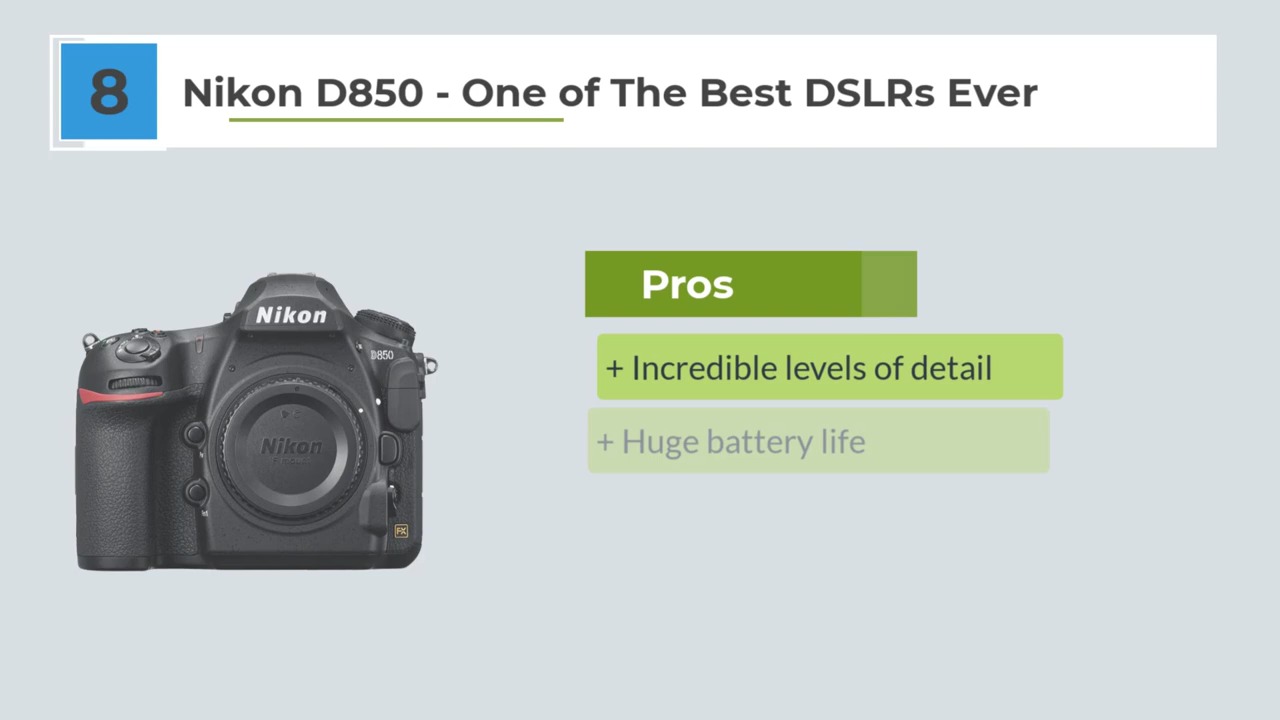 8
Nikon D850 - One of The Best DSLRs Ever
Pros
+ Incredible levels of detail
+ Huge battery life
Nikon
D850
Nikon
FX